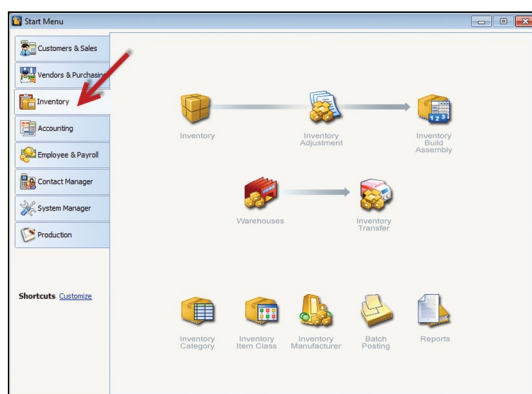 Start Menu
Customers & Sales
Vendors & Purchasing
Inventory
Accounting
Employee & Payroll
Contact Manager
System Manager
Production
Shortcuts Customize
Inventory
Inventory
Adjustment
Inventory
Build
Assembly
Warehouses
Inventory
Transfer
Inventory
Category
Inventory
Item Class
Inventory
Manufacturer
Batch
Posting
Reports